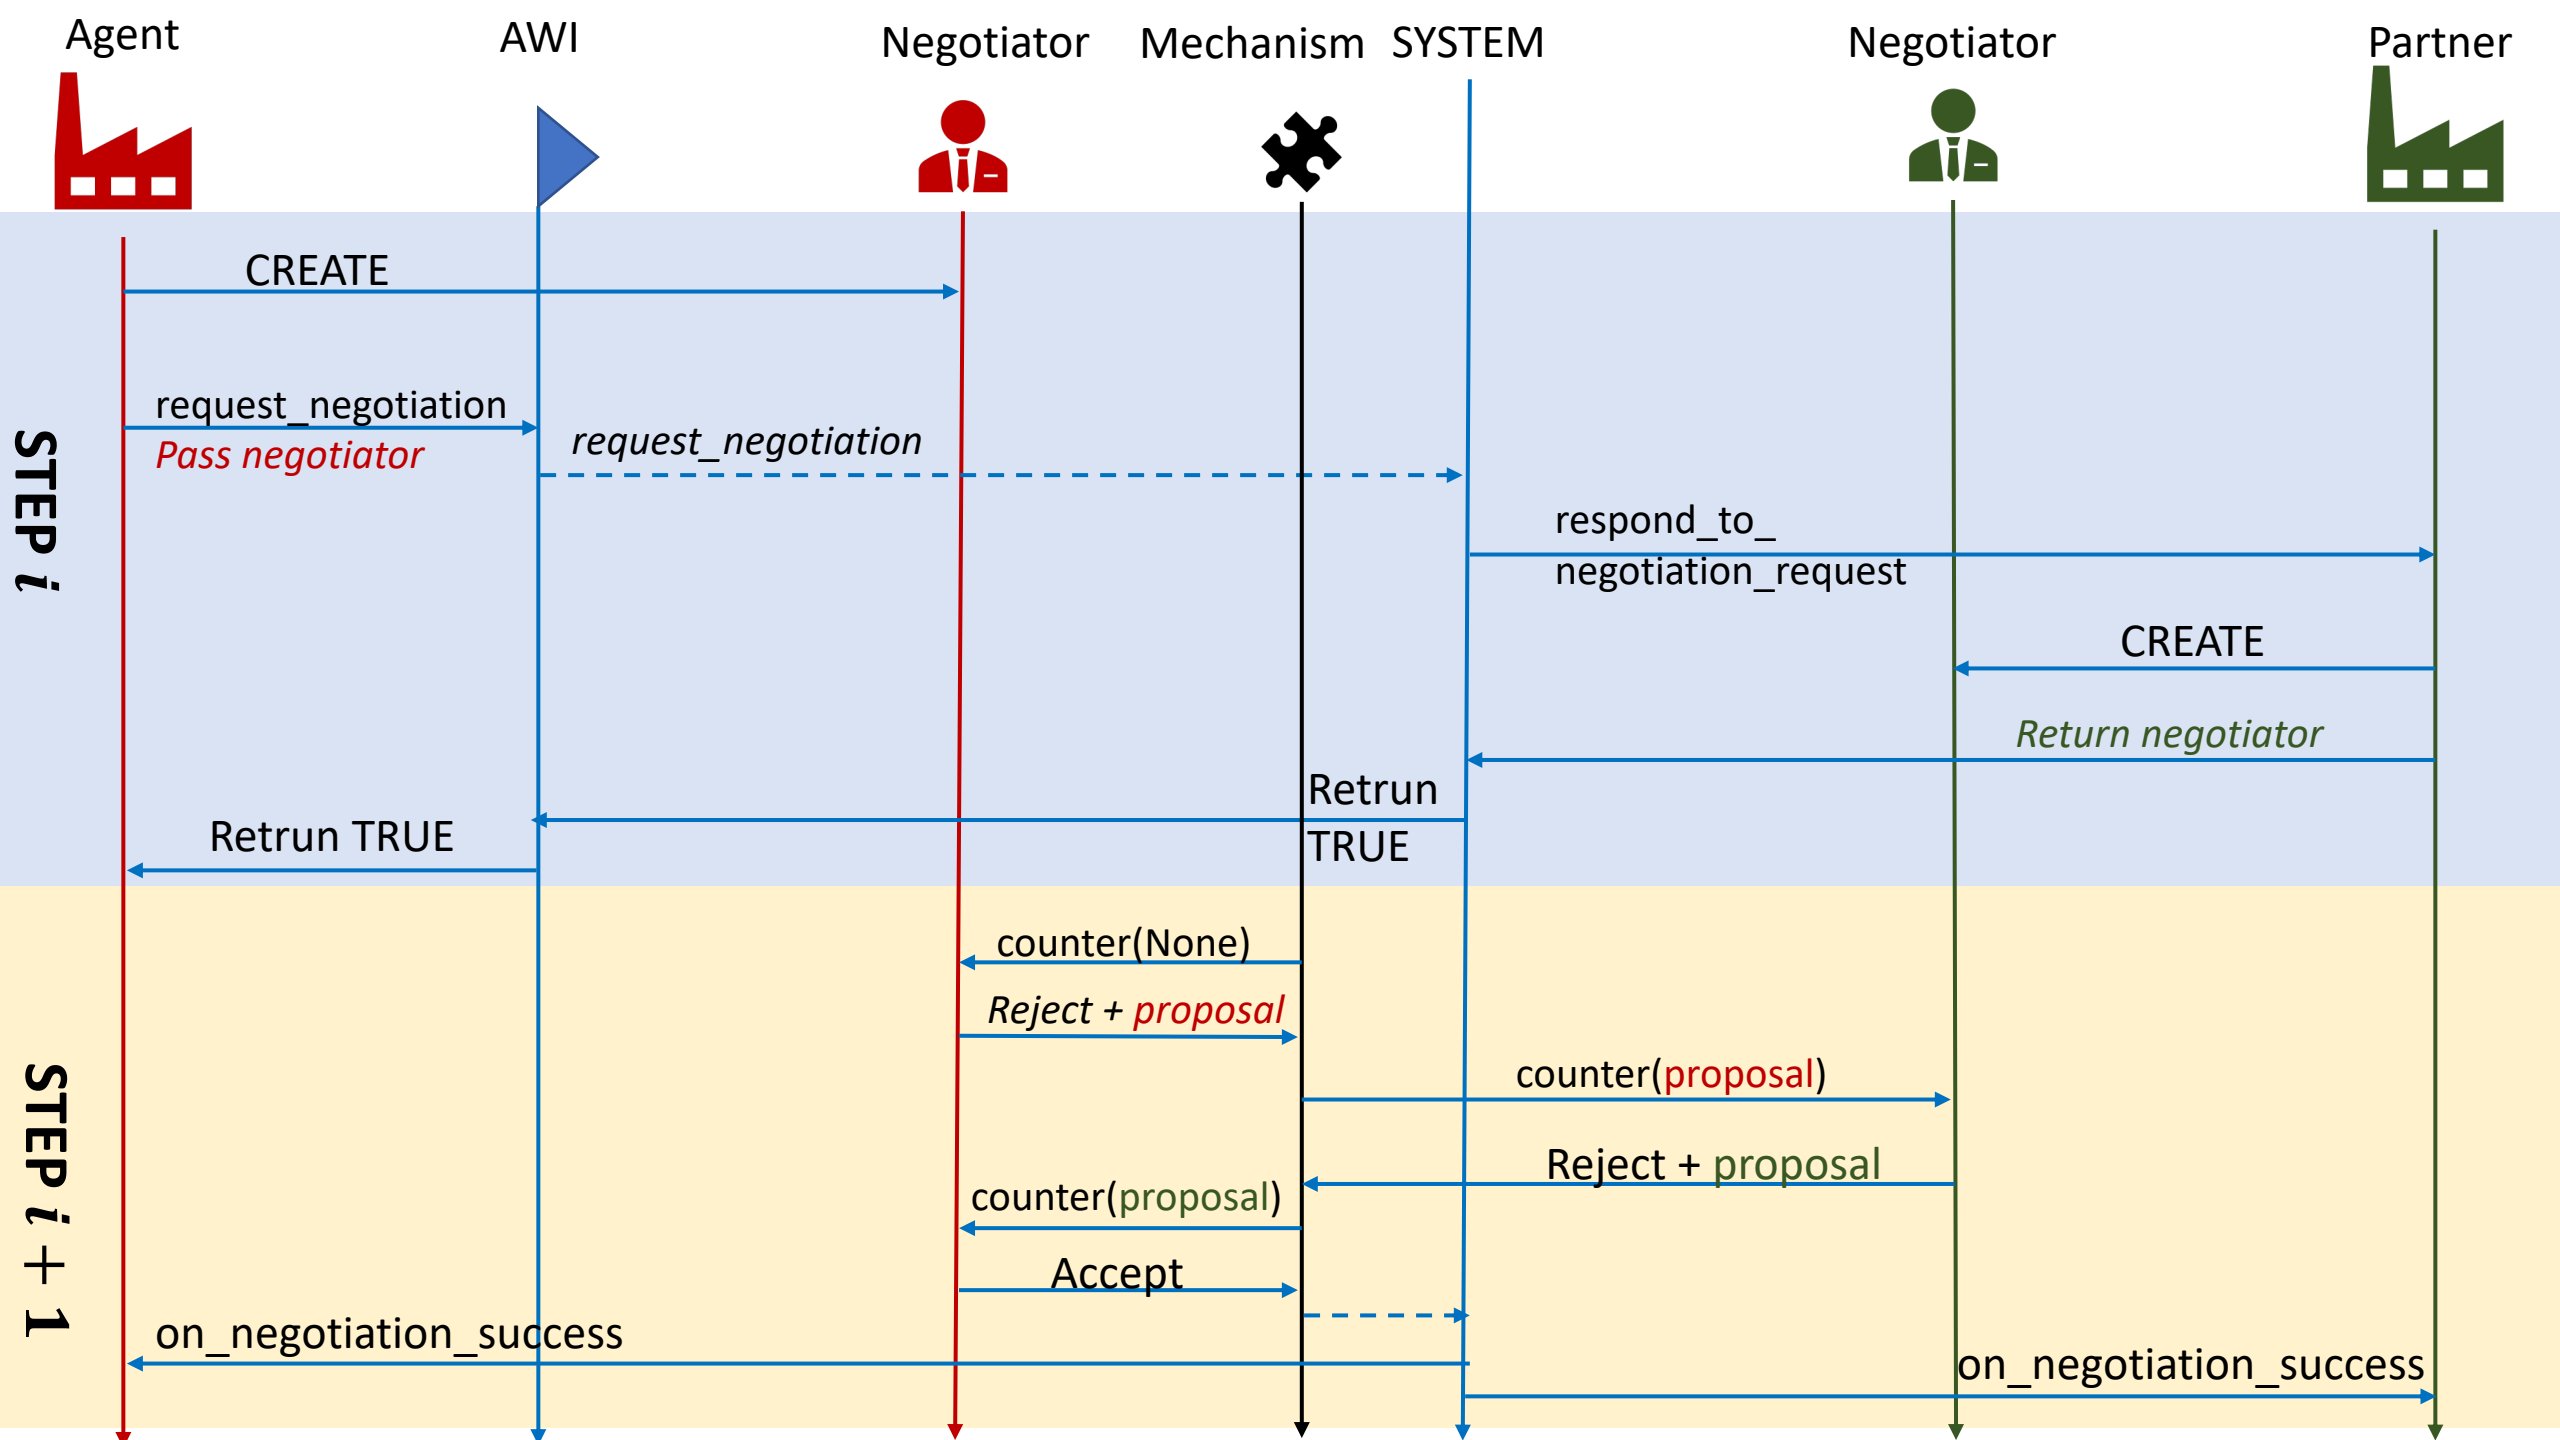 Agent
AWI
Negotiator
Mechanism
SYSTEM
Negotiator
Partner
STEP i
CREATE
request_negotiation
Pass negotiator
request_negotiation
respond_to_
negotiation_request
CREATE
Return negotiator
Retrun
TRUE
Retrun TRUE
STEP i + 1
counter(None)
Reject + proposal
counter(proposal)
Reject + proposal
counter(proposal)
Accept
on_negotiation_success
on_negotiation_success